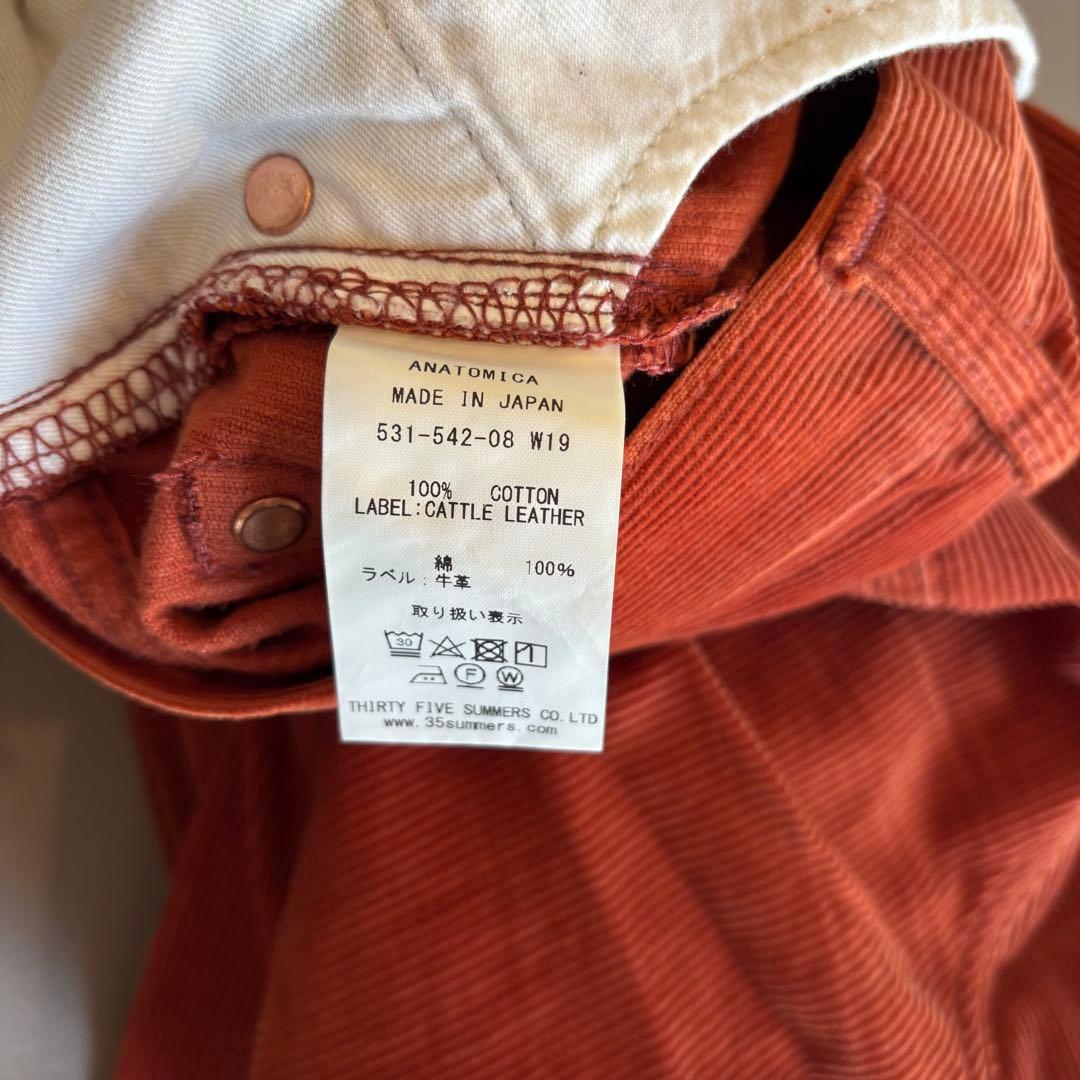 ANATOMICA
MADE IN JAPAN
531-542-08 W19
100% COTTON
LABEL:CATTLE LEATHER
綿 100%
ラベル：牛革
取り扱い表示
30
F W
THIRTY FIVE SUMMERS CO.LTD
www.35summers.com